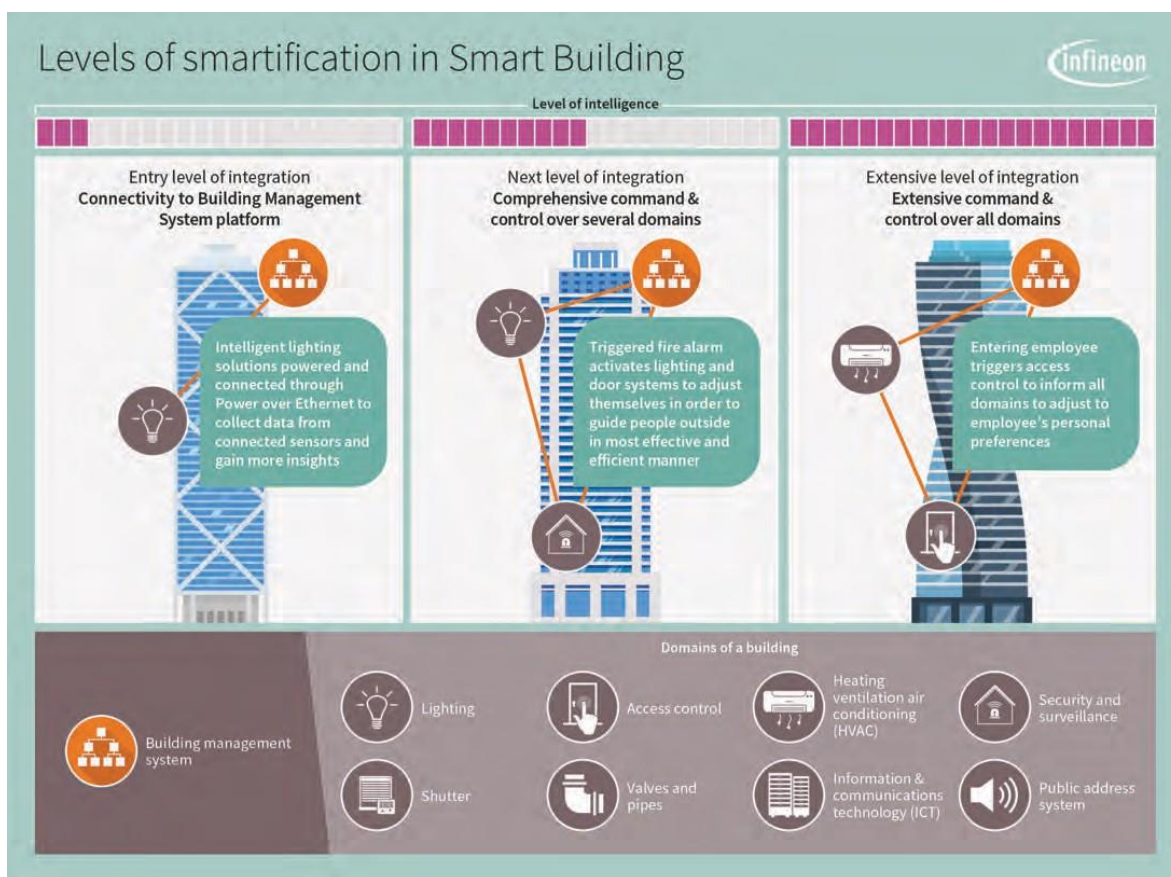 Levels of smartification in Smart Building
infineon
Level of intelligence
Entry level of integration
Connectivity to Building Management
System platform
Intelligent lighting
solutions powered and
connected through
Power over Ethernet to
collect data from
connected sensors and
gain more insights
Next level of integration
Comprehensive command &
control over several domains
Triggered fire alarm
activates lighting and
door systems to adjust
themselves in order to
guide people outside
in most effective and
efficient manner
Extensive level of integration
Extensive command &
control over all domains
Entering employee
triggers access
control to inform all
domains to adjust to
employee's personal
preferences
Domains of a building
Building management
system
Lighting
Access control
Heating
ventilation air
conditioning
(HVAC)
Security and
surveillance
Shutter
Valves and
pipes
Information &
communications
technology (ICT)
Public address
system